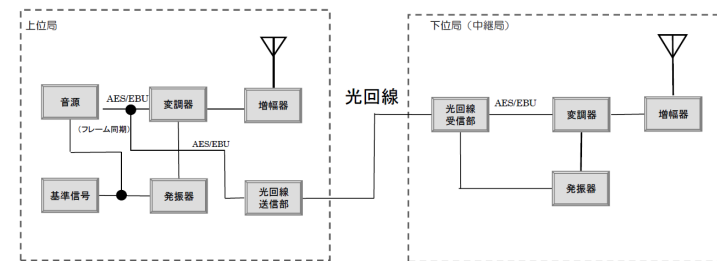 上位局
下位局（中継局）
音源
AES/EBU
変調器
増幅器
光回線
光回線
受信部
AES/EBU
変調器
増幅器
（フレーム同期）
AES/EBU
基準信号
発振器
光回線
送信部
発振器